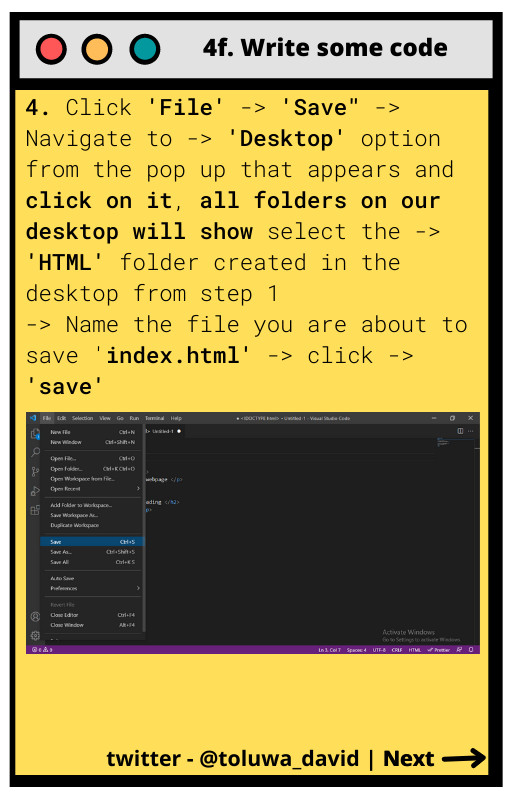 4f. Write some code
4. Click 'File' -> 'Save" ->
Navigate to -> 'Desktop' option
from the pop up that appears and
click on it, all folders on our
desktop will show select the ->
'HTML' folder created in the
desktop from step 1
-> Name the file you are about to
save 'index.html' -> click ->
'save'
File Edit Selection View Go Run Terminal Help
● <!DOCTYPE html> • Untitled-1 - Visual Studio Code
New File Ctrl+N
Untitled-1 ●
New Window Ctrl+Shift+N
Open File... Ctrl+O
Open Folder... Ctrl+K Ctrl+O
Open Workspace from File...
webpage </p>
Open Recent >
Add Folder to Workspace...
ading </h2>
Save Workspace As...
p>
Duplicate Workspace
Save Ctrl+S
Save As... Ctrl+Shift+S
Save All Ctrl+K S
Auto Save
Preferences >
Revert File
Close Editor Ctrl+F4
Close Window Alt+F4
Activate Windows
Go to Settings to activate Windows.
0 0 Ln 3, Col 7 Spaces: 4 UTF-8 CRLF HTML Prettier
twitter - @toluwa_david | Next